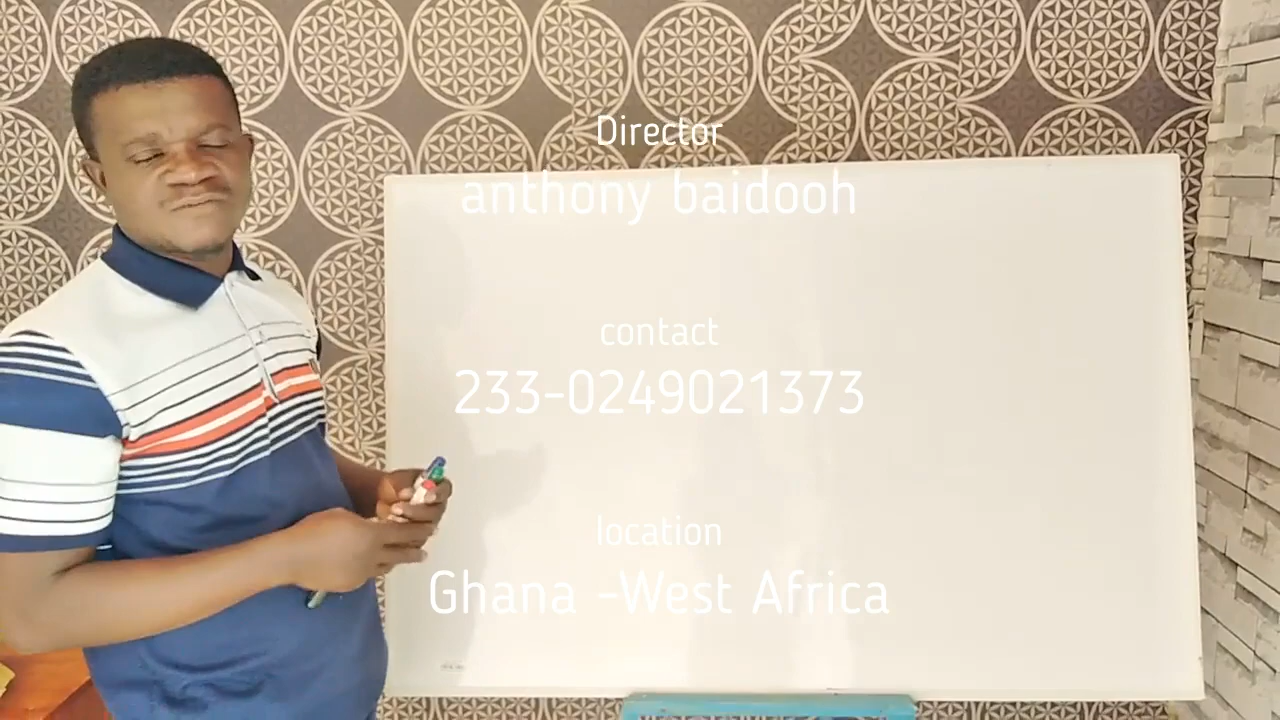 Director
anthony baidooh
contact
233-0249021373
location
Ghana -West Africa